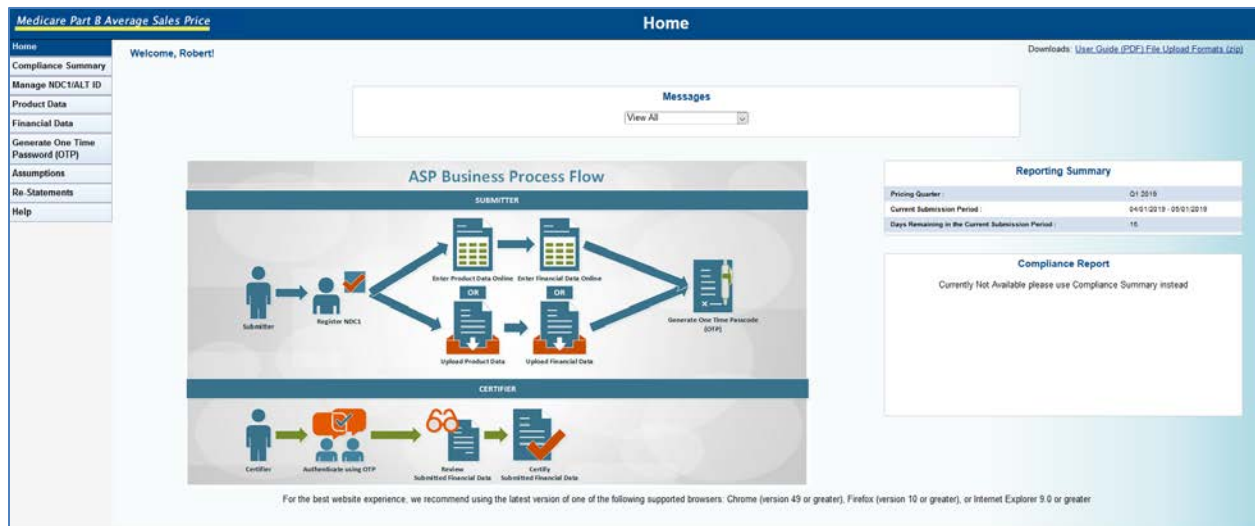 Medicare Part B Average Sales Price
Home
Home
Compliance Summary
Manage NDC1/ALT ID
Product Data
Financial Data
Generate One Time
Password (OTP)
Assumptions
Re-Statements
Help
Welcome, Robert!
Downloads: User Guide (PDF) File Upload Formats (zip)
Messages
View All
ASP Business Process Flow
SUBMITTER
Submitter
Register NDC1
Enter Product Data Online
Enter Financial Data Online
OR
OR
Upload Product Data
Upload Financial Data
Generate One Time Passcode
(OTP)
CERTIFIER
Certifier
Authenticate using OTP
Review
Submitted Financial Data
Certify
Submitted Financial Data
Reporting Summary
Pricing Quarter : Q1 2019
Current Submission Period : 04/01/2019 - 05/01/2019
Days Remaining in the Current Submission Period : 15
Compliance Report
Currently Not Available please use Compliance Summary instead
For the best website experience, we recommend using the latest version of one of the following supported browsers: Chrome (version 49 or greater), Firefox (version 10 or greater), or Internet Explorer 9.0 or greater